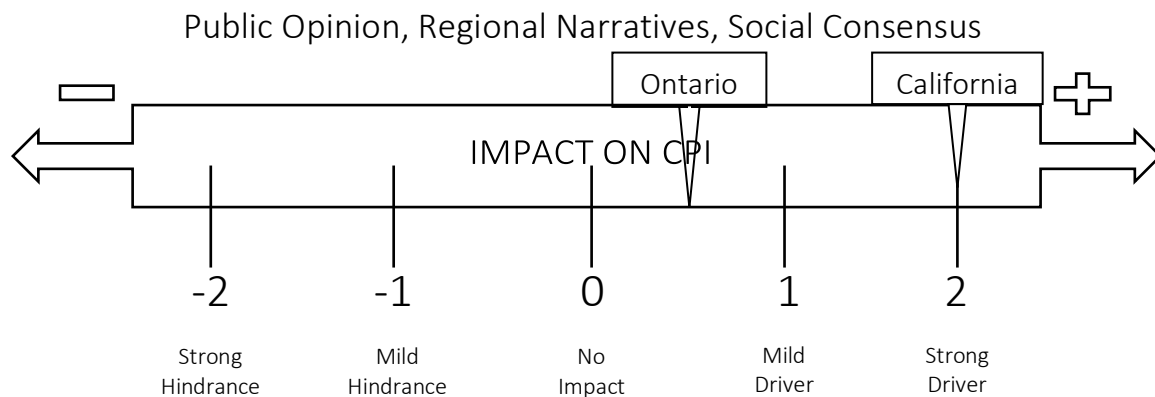 Public Opinion, Regional Narratives, Social Consensus
Ontario
California
IMPACT ON CPI
-2
-1
0
1
2
Strong
Hindrance
Mild
Hindrance
No
Impact
Mild
Driver
Strong
Driver